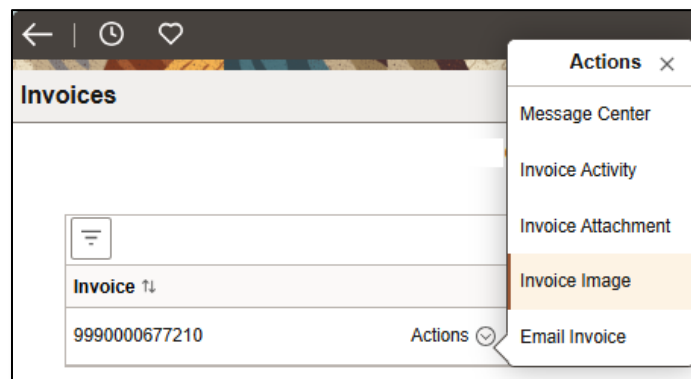 Actions
Invoices
Message Center
Invoice Activity
Invoice Attachment
Invoice
Invoice Image
9990000677210 Actions
Email Invoice